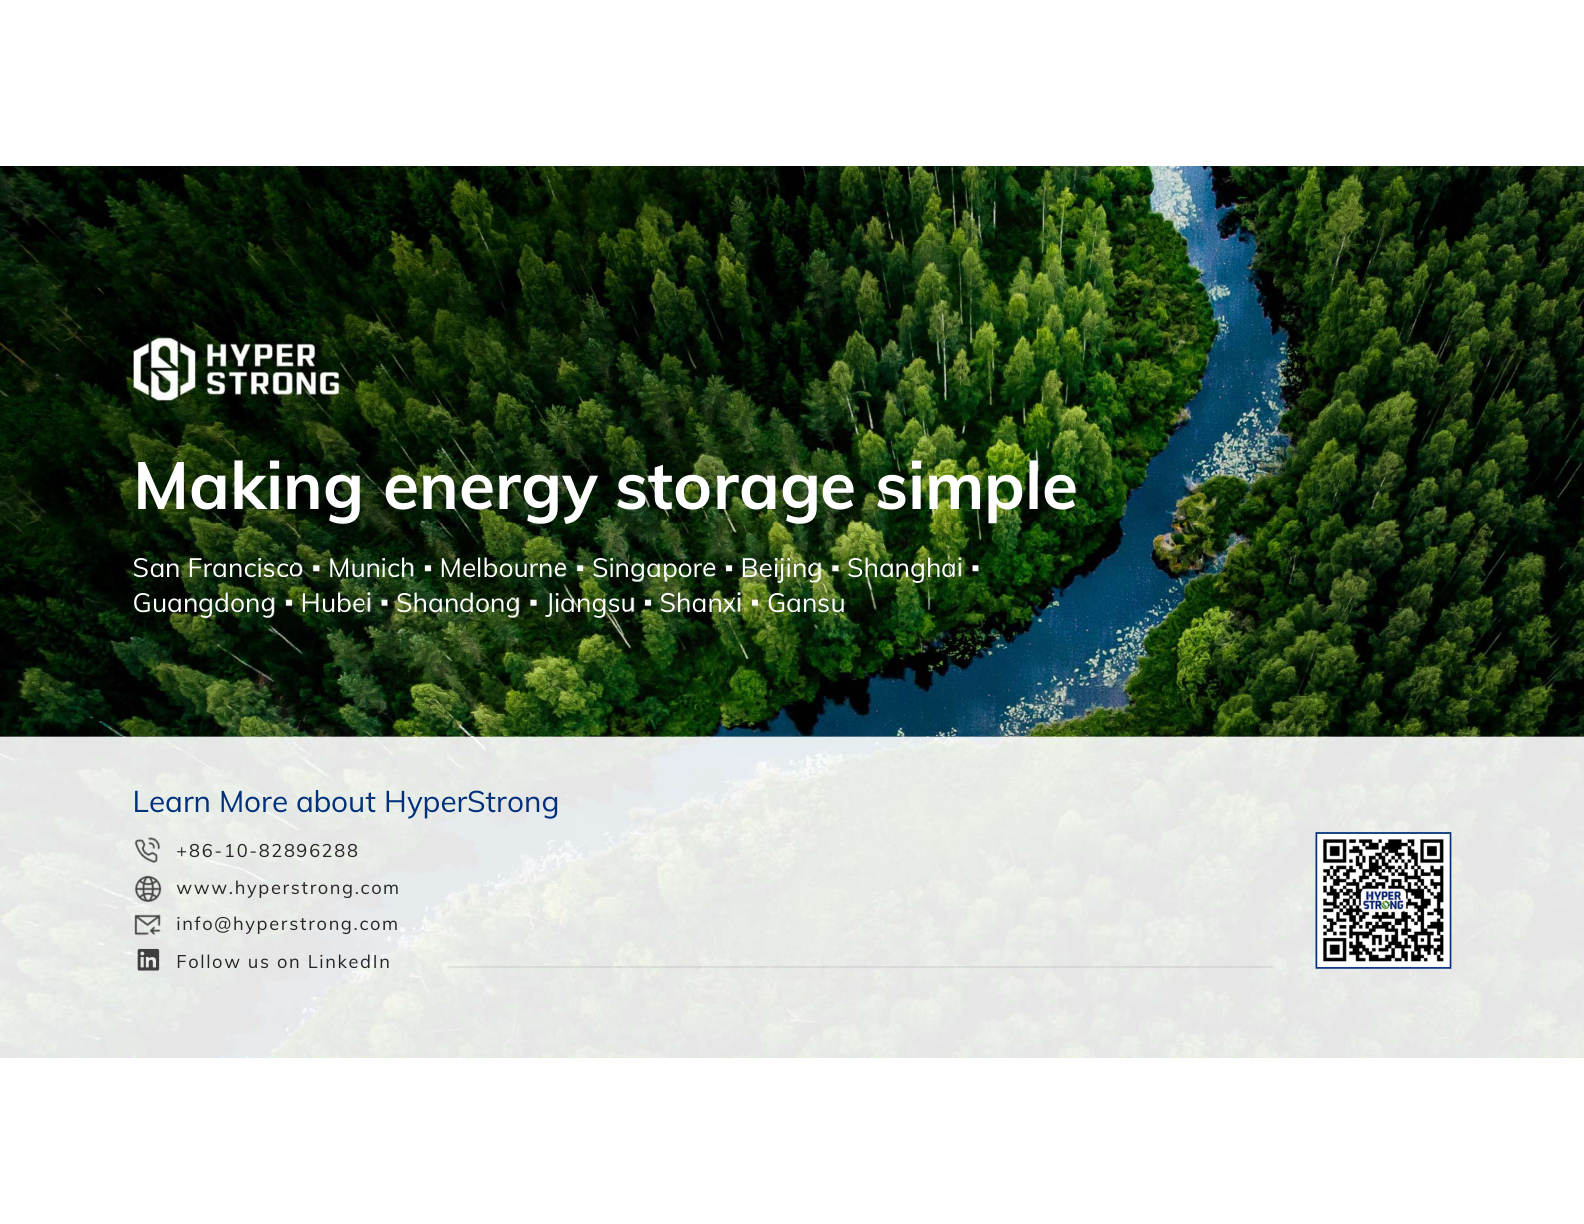 HYPER
STRONG
Making energy storage simple
San Francisco ▪ Munich ▪ Melbourne ▪ Singapore ▪ Beijing ▪ Shanghai ▪
Guangdong ▪ Hubei ▪ Shandong ▪ Jiangsu ▪ Shanxi ▪ Gansu
Learn More about HyperStrong
+86-10-82896288
www.hyperstrong.com
info@hyperstrong.com
in Follow us on LinkedIn
HYPER
STRONG